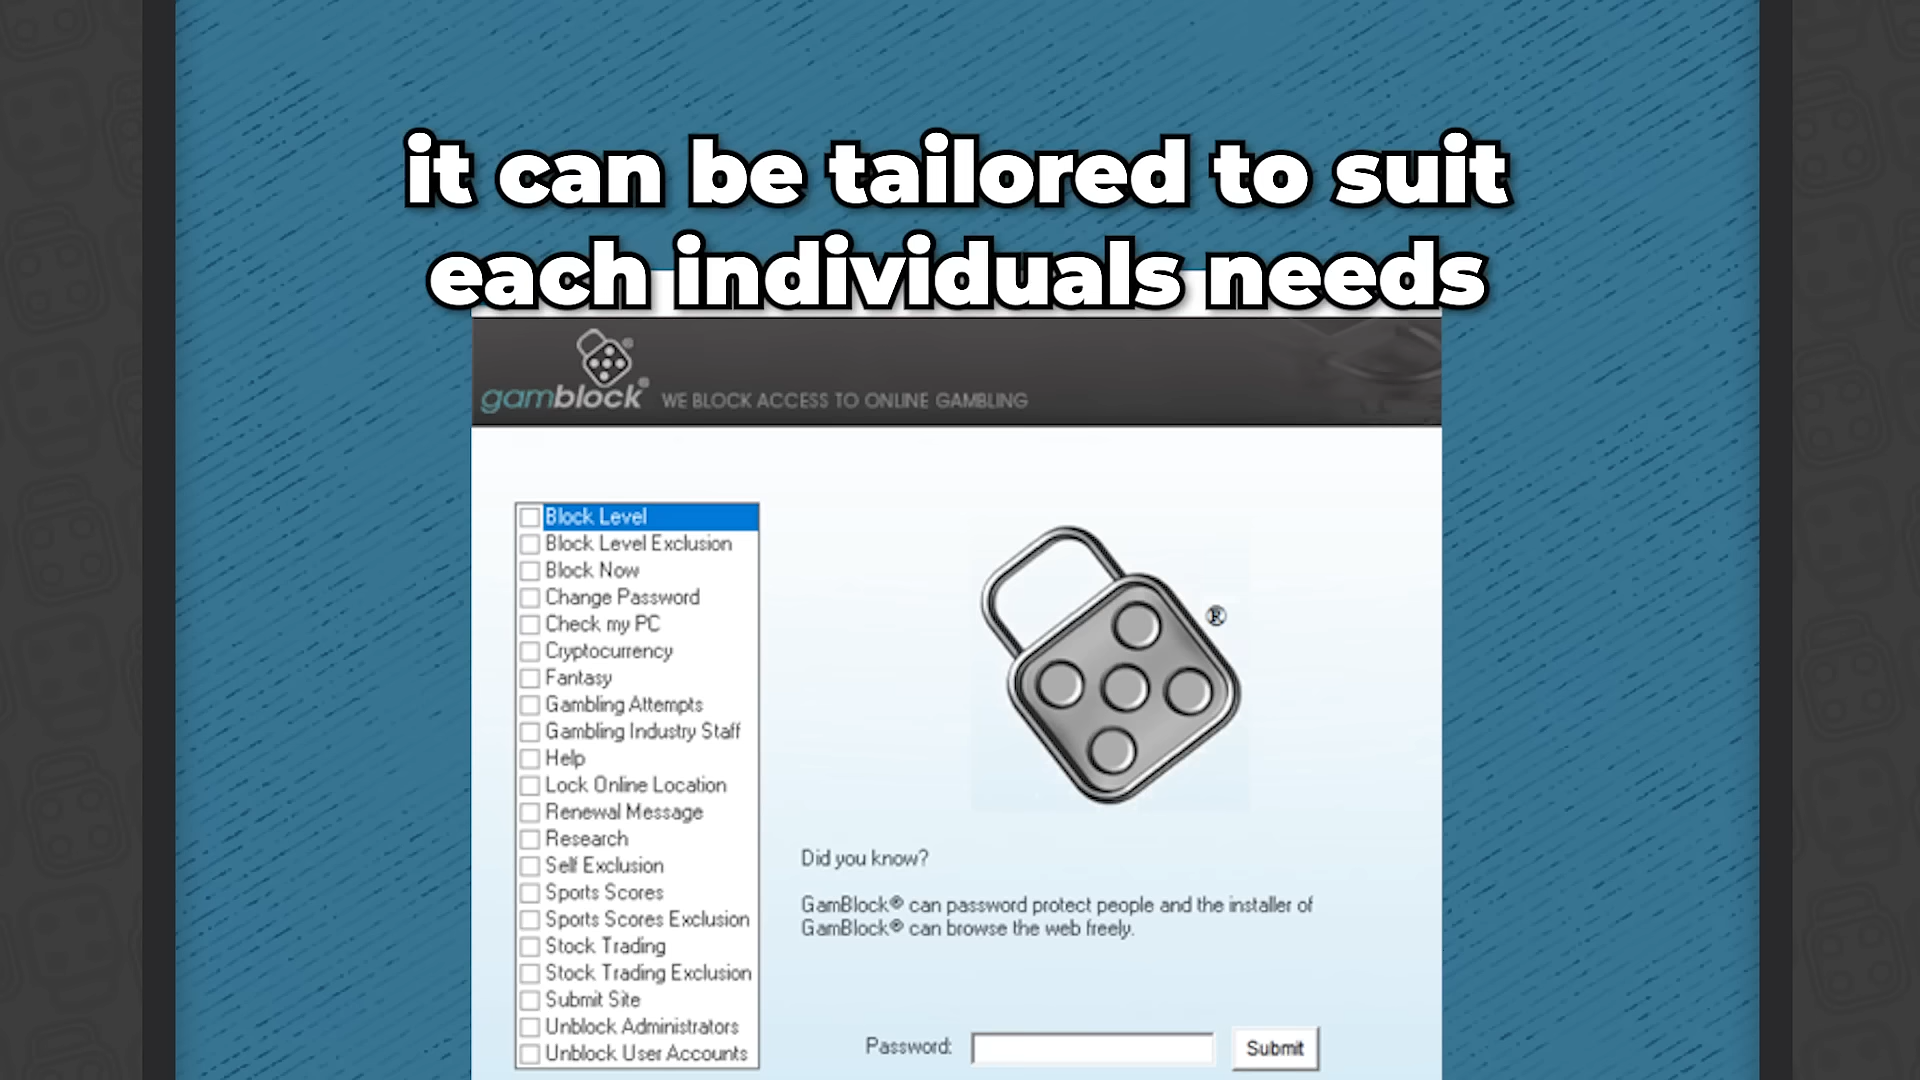 it can be tailored to suit
each individuals needs
gamblock®
WE BLOCK ACCESS TO ONLINE GAMBLING
Block Level
Block Level Exclusion
Block Now
Change Password
Check my PC
Cryptocurrency
Fantasy
Gambling Attempts
Gambling Industry Staff
Help
Lock Online Location
Renewal Message
Research
Self Exclusion
Sports Scores
Sports Scores Exclusion
Stock Trading
Stock Trading Exclusion
Submit Site
Unblock Administrators
Unblock User Accounts
®
Did you know?
GamBlock® can password protect people and the installer of
GamBlock® can browse the web freely.
Password:
Submit